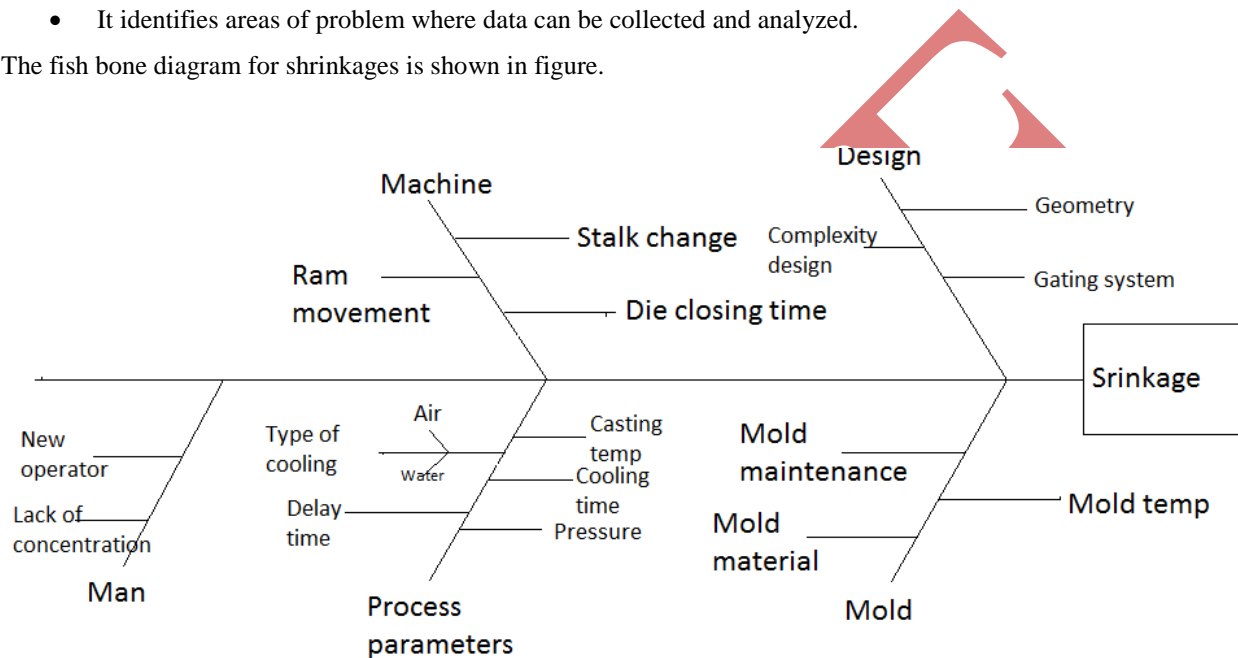 • It identifies areas of problem where data can be collected and analyzed.
The fish bone diagram for shrinkages is shown in figure.
Design
Machine
Geometry
Stalk change
Complexity
design
Ram
movement
Gating system
Die closing time
Srinkage
Air
Casting
temp
Type of
cooling
New
operator
Mold
maintenance
Water
Cooling
time
Delay
time
Mold temp
Lack of
concentration
Pressure
Mold
material
Man
Process
parameters
Mold